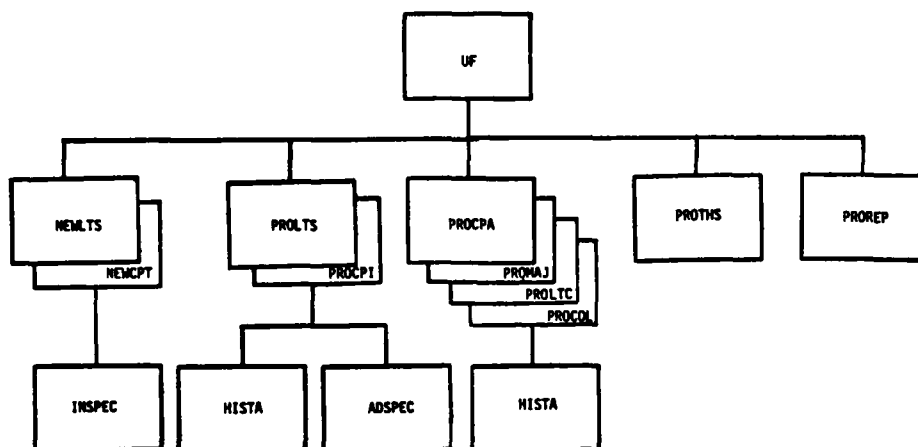 UF
NEWLTS
PROLTS
PROCPA
PROTHS
PROREP
NEWCPT
PROCPI
PROMAJ
PROLTC
PROCOL
INSPEC
HISTA
ADSPEC
HISTA